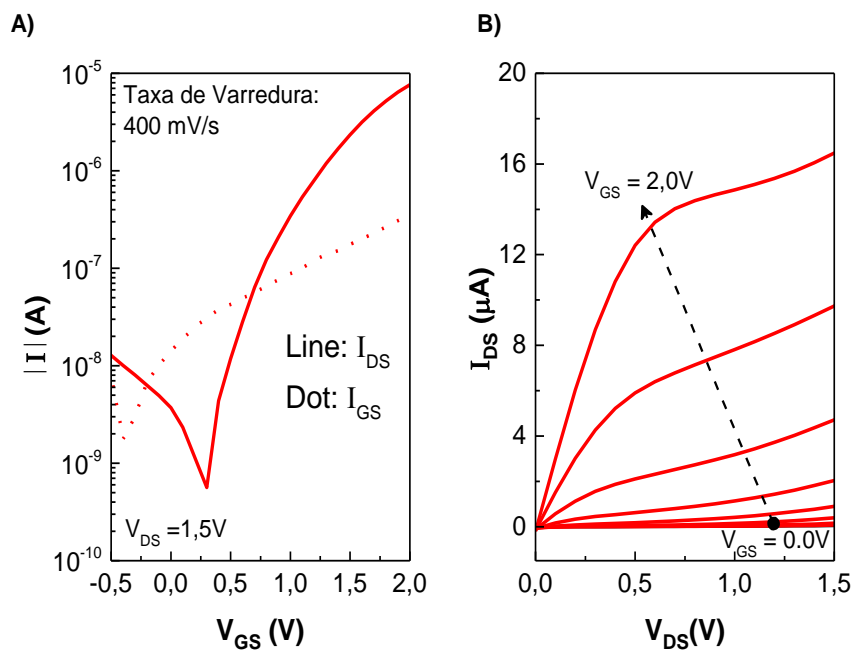 A)
B)
Taxa de Varredura:
400 mV/s
Line: I_DS
Dot: I_GS
V_DS =1,5V
|I| (A)
10^-5
10^-6
10^-7
10^-8
10^-9
10^-10
-0,5 0,0 0,5 1,0 1,5 2,0
V_GS (V)
I_DS (μA)
20
16
12
8
4
0
V_GS = 2,0V
V_GS = 0.0V
0,0 0,5 1,0 1,5
V_DS(V)